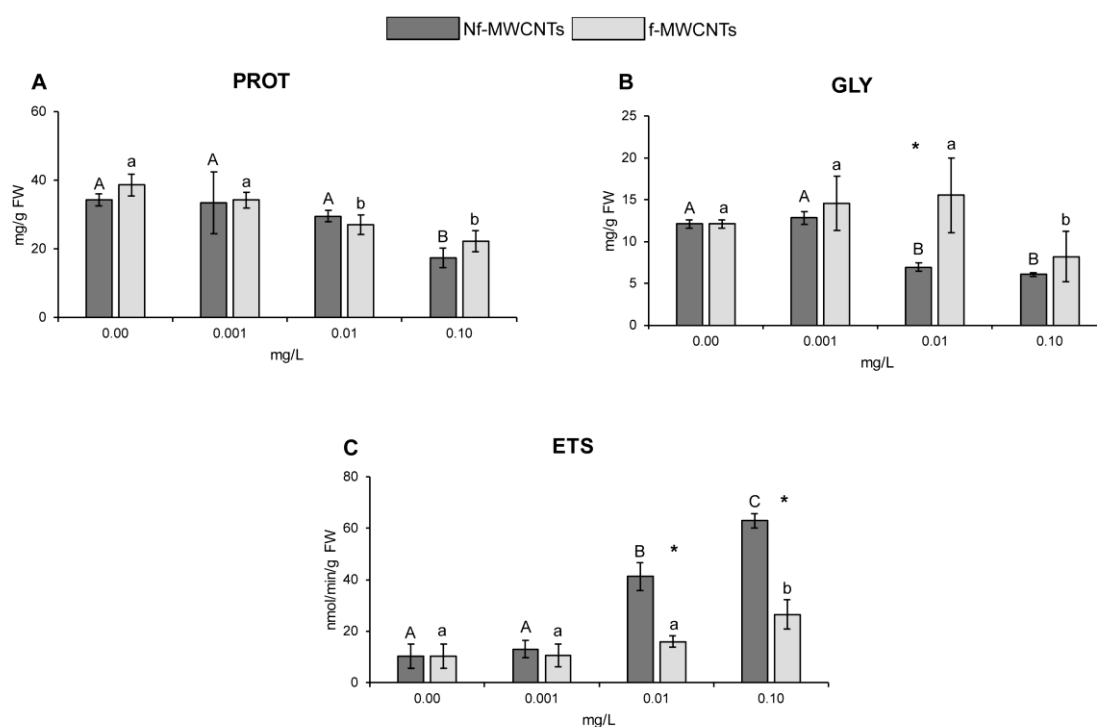 Nf-MWCNTs f-MWCNTs
A PROT
60
40
20
0
mg/g FW
A a A a A b B b
0.00 0.001 0.01 0.10
mg/L
B GLY
25
20
15
10
5
0
mg/g FW
A a A a B * a B b
0.00 0.001 0.01 0.10
mg/L
C ETS
80
60
40
20
0
nmol/min/g FW
A a A a B a * C b *
0.00 0.001 0.01 0.10
mg/L